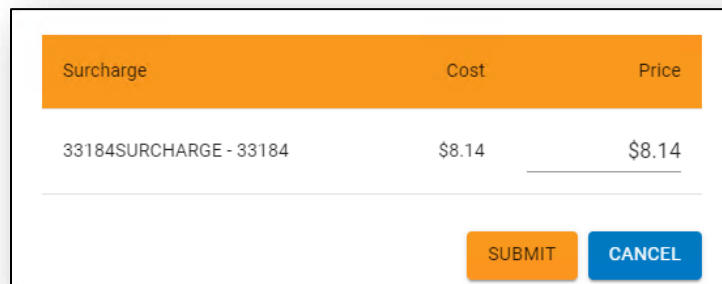 Surcharge Cost Price
33184SURCHARGE - 33184 $8.14 $8.14
SUBMIT CANCEL